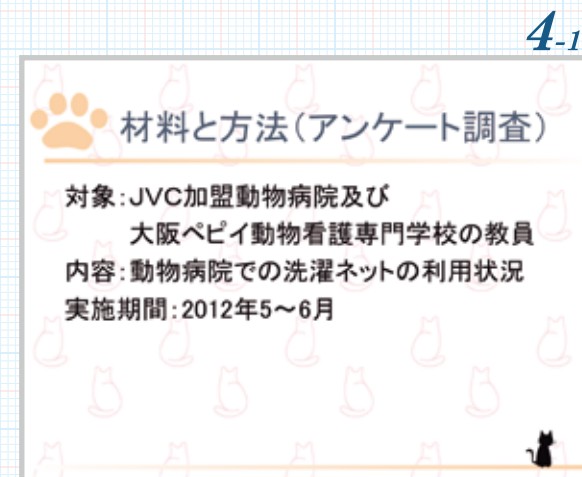 4-1
材料と方法(アンケート調査)
対象:JVC加盟動物病院及び
大阪ペピイ動物看護専門学校の教員
内容:動物病院での洗濯ネットの利用状況
実施期間:2012年5~6月